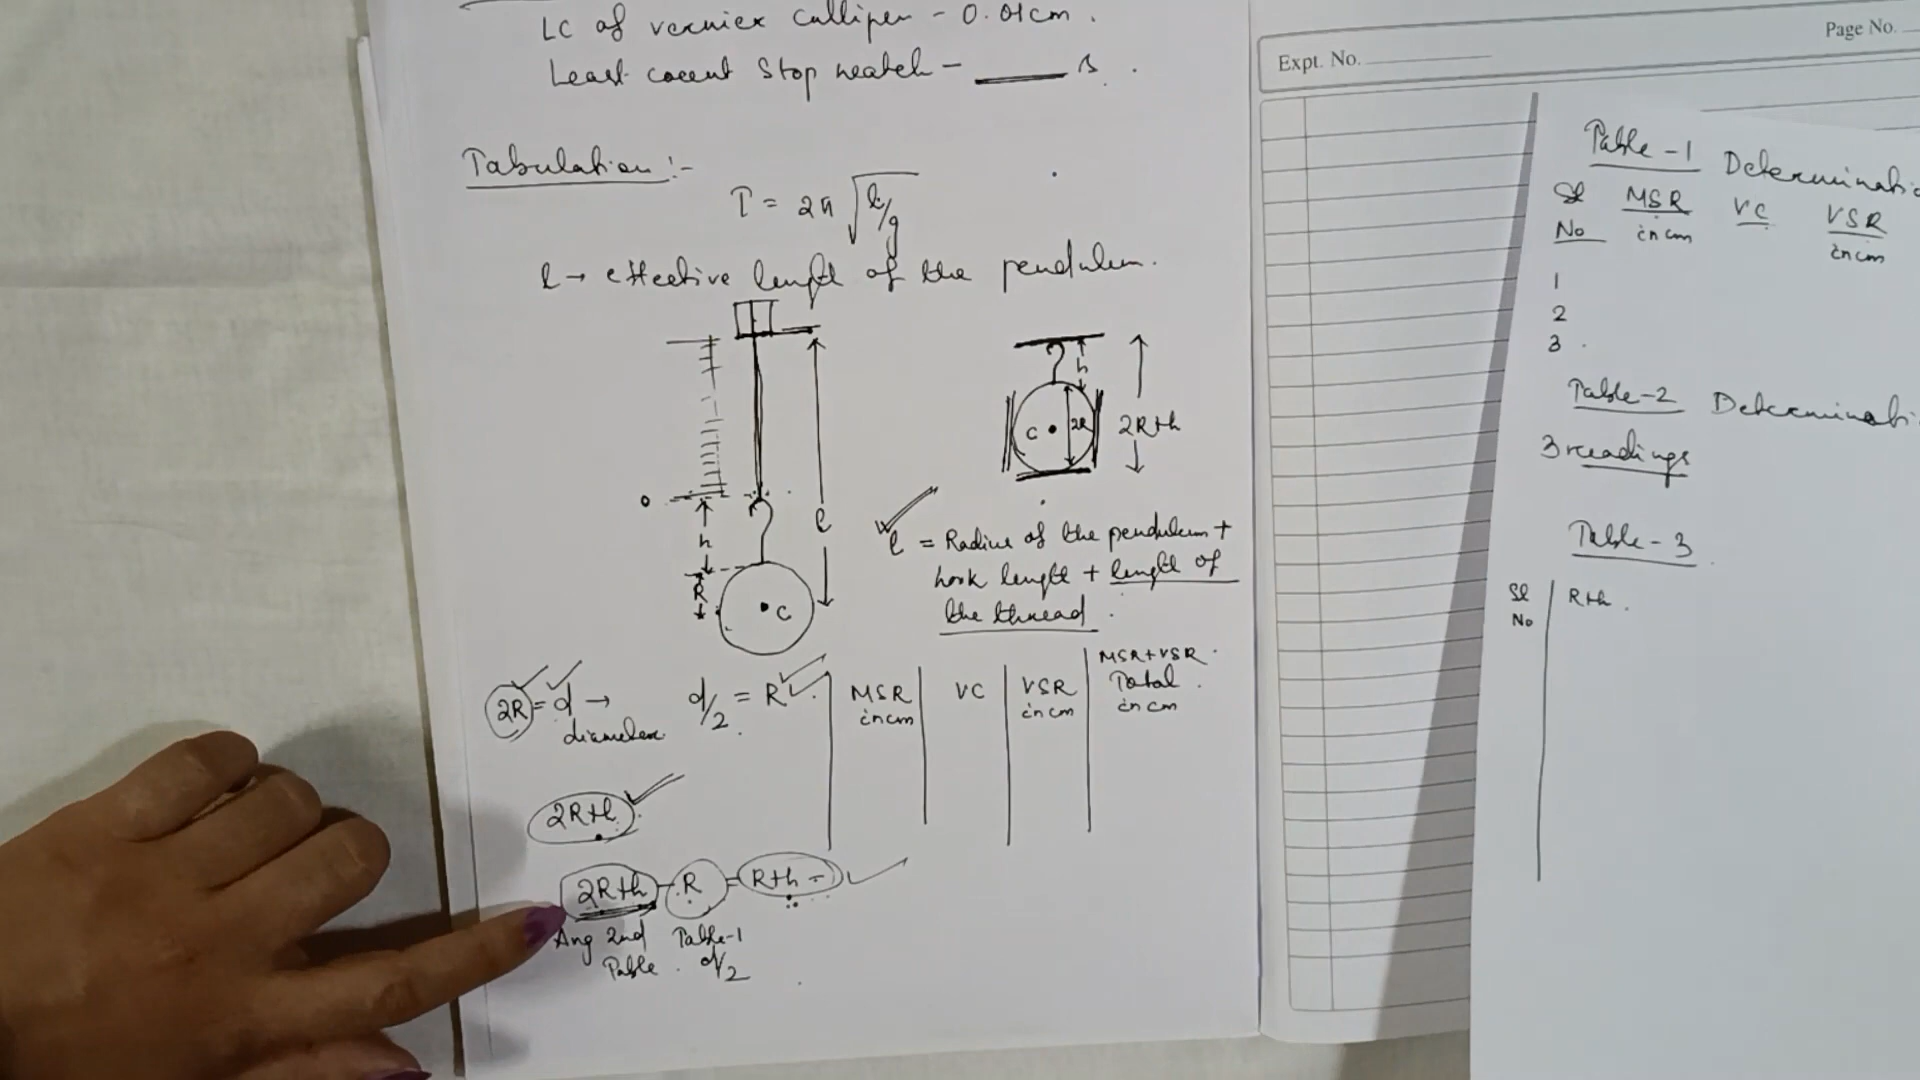 LC of vernier calliper - 0.01cm.
Least count Stop watch - ____ s.
Tabulation :-
T = 2π √l/g
l → effective length of the pendulum.
0
h
R
l
C
h
C
2R
2R+h
l = Radius of the pendulum +
hook length + length of
the thread.
2R = d →
diameter
d/2 = R
MSR
in cm
VC
VSR
in cm
MSR+VSR.
Total.
in cm
2R+l
2R+h - R = R+h =
2nd
Table.
Table-1
d/2
Page No.
Expt. No.
Table-1 Determinatio
Sl
No
MSR
in cm
VC
VSR
in cm
1
2
3.
Table-2 Determinati
3 readings
Table-3
Sl
No
R+h.